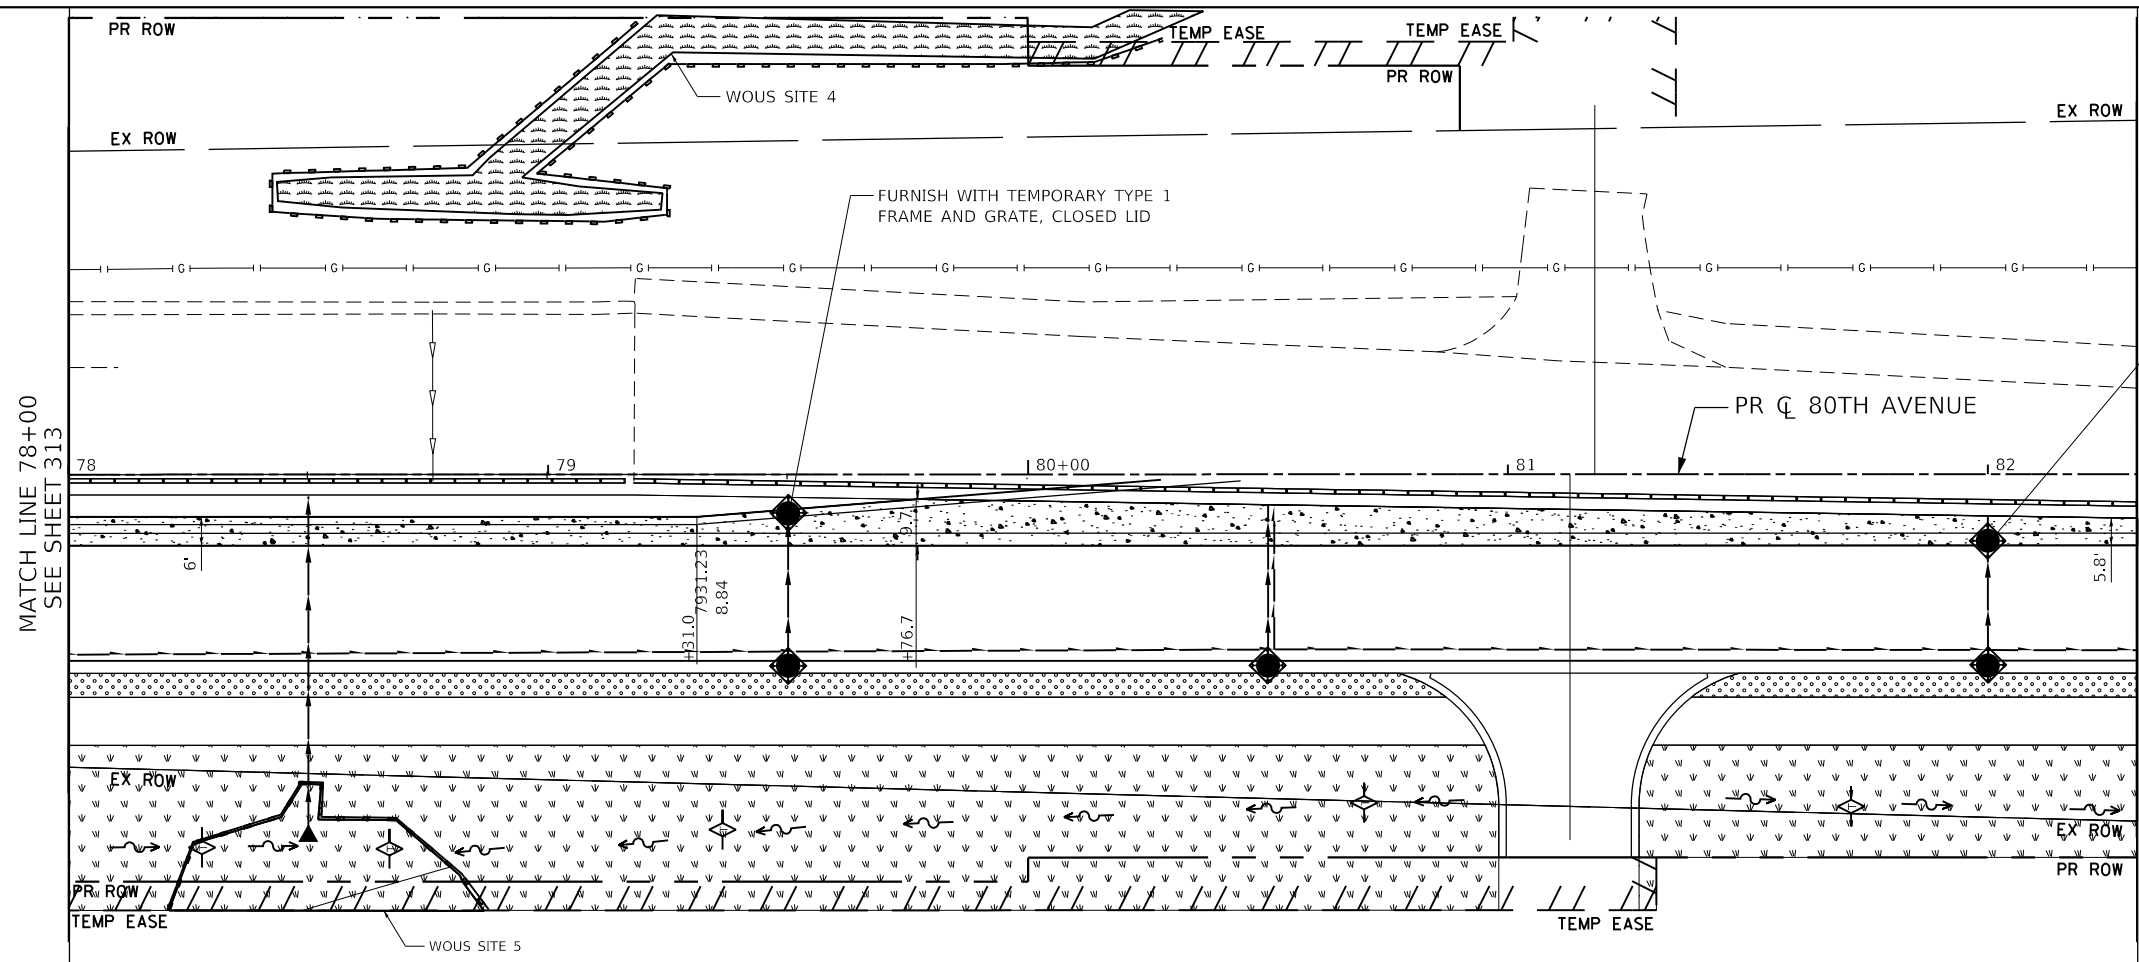 PR ROW
TEMP EASE
TEMP EASE
PR ROW
WOUS SITE 4
EX ROW
EX ROW
FURNISH WITH TEMPORARY TYPE 1
FRAME AND GRATE, CLOSED LID
G G G G G G G G G G G G G
PR ℄ 80TH AVENUE
MATCH LINE 78+00
SEE SHEET 313
78
79
80+00
81
82
6'
+31.0
7931.23
8.84
9.7'
+76.7
5.8'
EX ROW
EX ROW
PR ROW
PR ROW
TEMP EASE
TEMP EASE
WOUS SITE 5